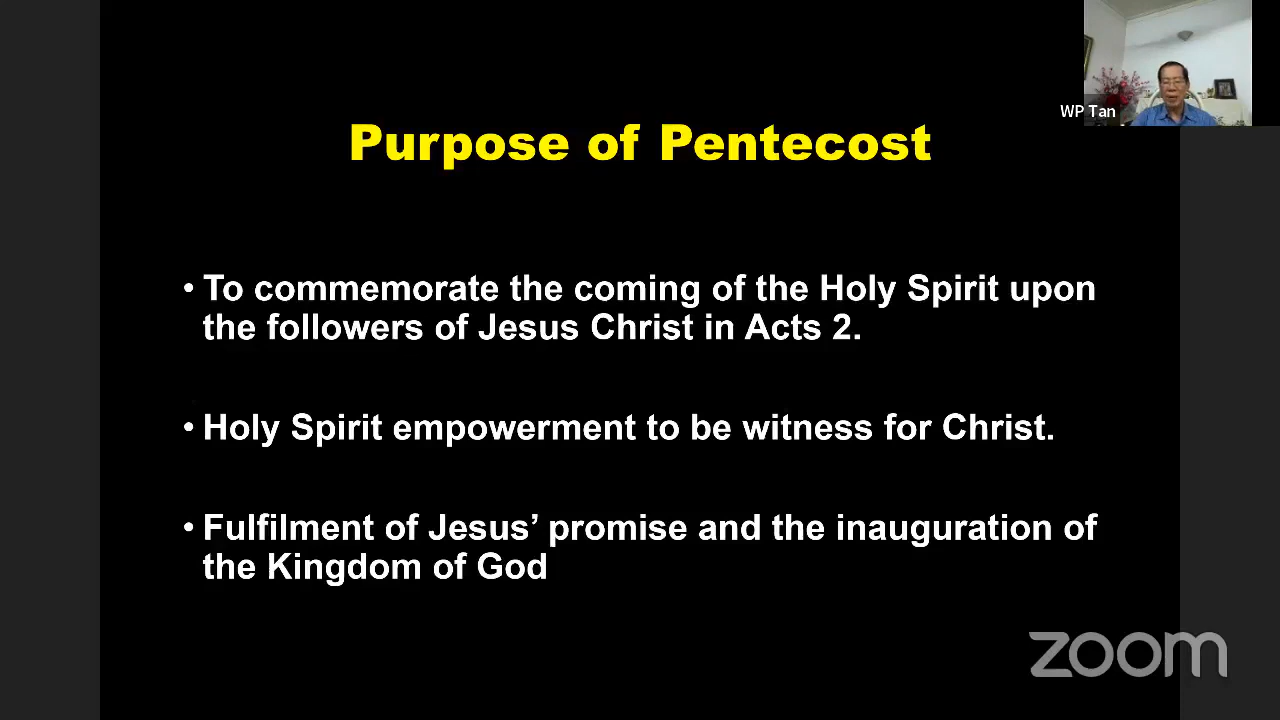 WP Tan
Purpose of Pentecost
• To commemorate the coming of the Holy Spirit upon
the followers of Jesus Christ in Acts 2.
• Holy Spirit empowerment to be witness for Christ.
• Fulfilment of Jesus’ promise and the inauguration of
the Kingdom of God
zoom